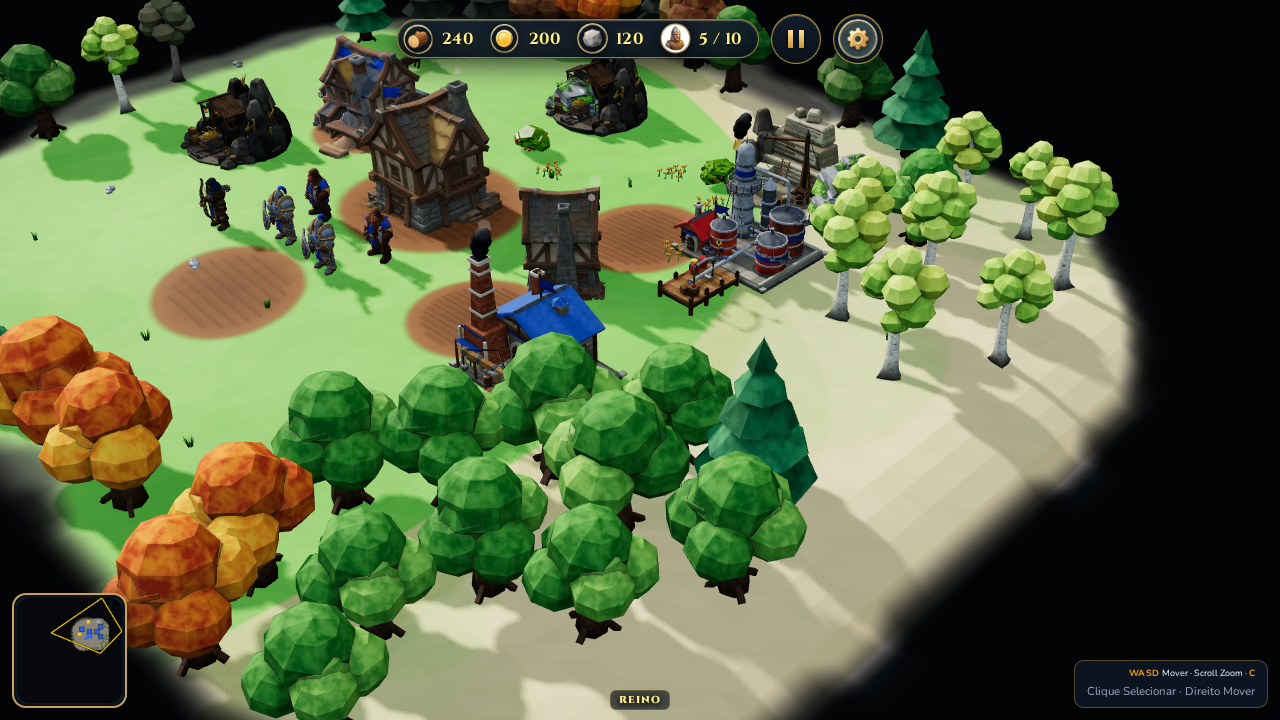 240 200 120 5 / 10
WASD Mover · Scroll Zoom · C
Clique Selecionar · Direito Mover
REINO